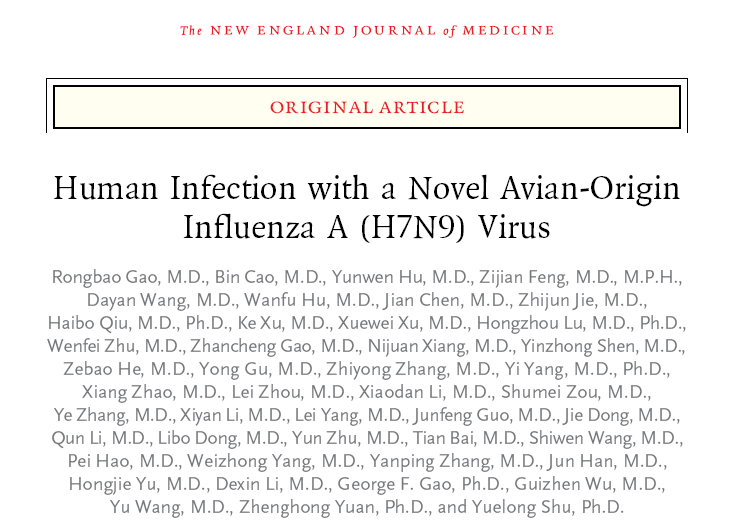 The NEW ENGLAND JOURNAL of MEDICINE
ORIGINAL ARTICLE
Human Infection with a Novel Avian-Origin
Influenza A (H7N9) Virus
Rongbao Gao, M.D., Bin Cao, M.D., Yunwen Hu, M.D., Zijian Feng, M.D., M.P.H.,
Dayan Wang, M.D., Wanfu Hu, M.D., Jian Chen, M.D., Zhijun Jie, M.D.,
Haibo Qiu, M.D., Ph.D., Ke Xu, M.D., Xuewei Xu, M.D., Hongzhou Lu, M.D., Ph.D.,
Wenfei Zhu, M.D., Zhancheng Gao, M.D., Nijuan Xiang, M.D., Yinzhong Shen, M.D.,
Zebao He, M.D., Yong Gu, M.D., Zhiyong Zhang, M.D., Yi Yang, M.D., Ph.D.,
Xiang Zhao, M.D., Lei Zhou, M.D., Xiaodan Li, M.D., Shumei Zou, M.D.,
Ye Zhang, M.D., Xiyan Li, M.D., Lei Yang, M.D., Junfeng Guo, M.D., Jie Dong, M.D.,
Qun Li, M.D., Libo Dong, M.D., Yun Zhu, M.D., Tian Bai, M.D., Shiwen Wang, M.D.,
Pei Hao, M.D., Weizhong Yang, M.D., Yanping Zhang, M.D., Jun Han, M.D.,
Hongjie Yu, M.D., Dexin Li, M.D., George F. Gao, Ph.D., Guizhen Wu, M.D.,
Yu Wang, M.D., Zhenghong Yuan, Ph.D., and Yuelong Shu, Ph.D.